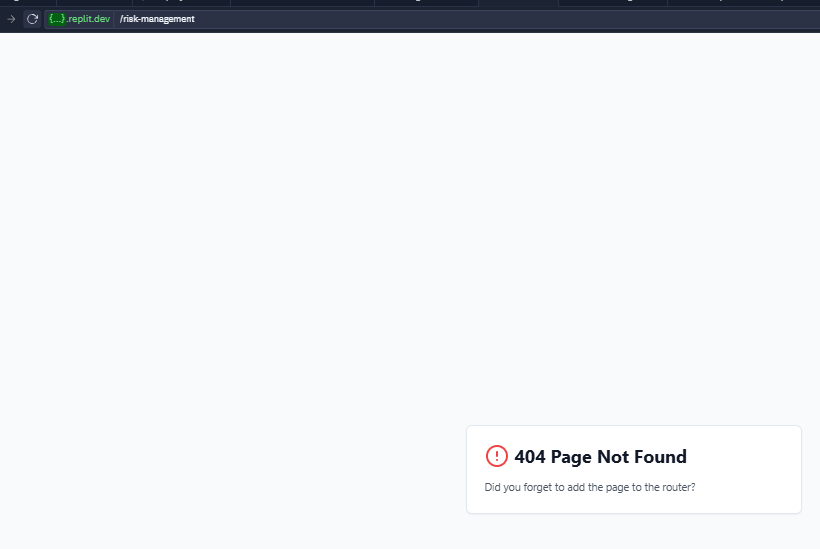 {...}.replit.dev /risk-management
404 Page Not Found
Did you forget to add the page to the router?